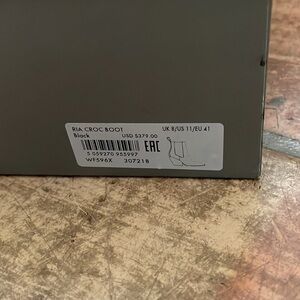 RIA CROC BOOT
Black USD $379.00
UK 8/US 11/EU 41
5 059270 955997
EAC
WF596X 307218